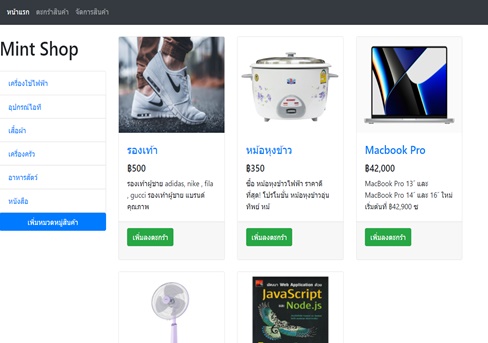 หน้าแรก ตะกร้าสินค้า จัดการสินค้า
Mint Shop
เครื่องใช้ไฟฟ้า
อุปกรณ์ไอที
เสื้อผ้า
เครื่องครัว
อาหารสัตว์
หนังสือ
เพิ่มหมวดหมู่สินค้า
รองเท้า
฿500
รองเท้าผู้ชาย adidas, nike , fila
, gucci รองเท้าผู้ชาย แบรนด์
คุณภาพ
เพิ่มลงตะกร้า
หม้อหุงข้าว
฿350
ซื้อ หม้อหุงข้าวไฟฟ้า ราคาดี
ที่สุด! โปรโมชั่น หม้อหุงข้าวอุ่น
ทิพย์ หม้
เพิ่มลงตะกร้า
Macbook Pro
฿42,000
MacBook Pro 13″ และ
MacBook Pro 14″ และ 16″ ใหม่
เริ่มต้นที่ ฿42,900 ช
เพิ่มลงตะกร้า
พัฒนา Web Application ด้วย
JavaScript
และ Node.js